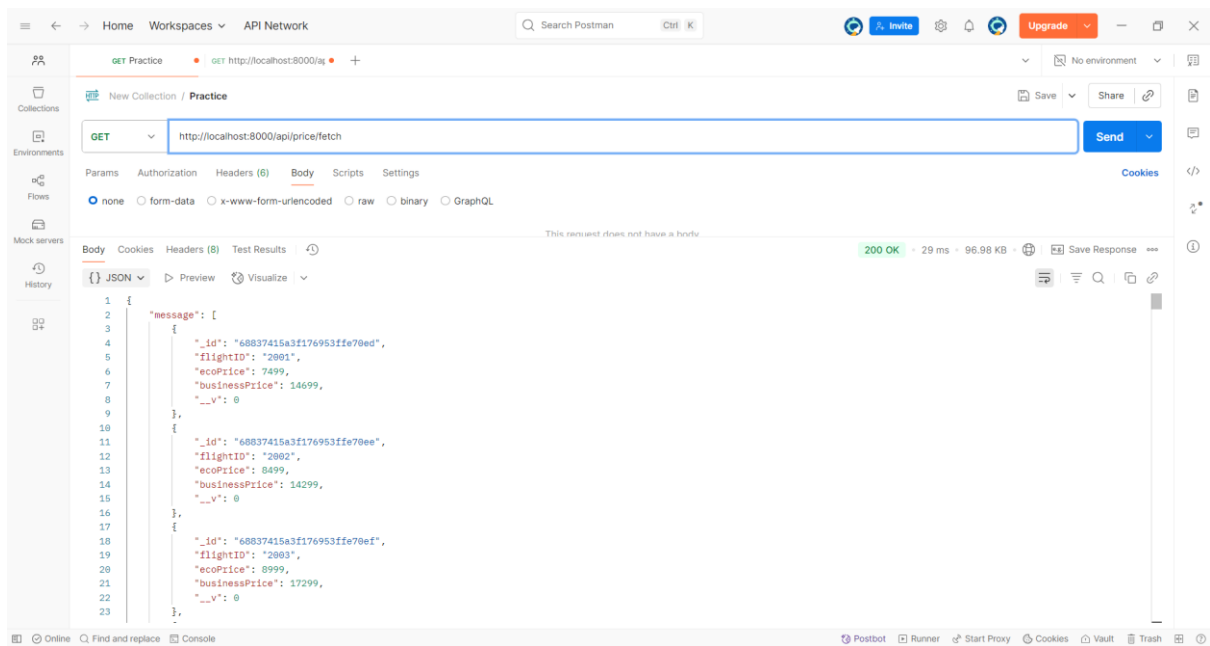 Home Workspaces API Network Search Postman Ctrl K Invite Upgrade
GET Practice GET http://localhost:8000/ap + No environment
Collections
HTTP New Collection / Practice Save Share
GET http://localhost:8000/api/price/fetch Send
Environments
Params Authorization Headers (6) Body Scripts Settings Cookies
Flows
none form-data x-www-form-urlencoded raw binary GraphQL
This request does not have a body
Mock servers
Body Cookies Headers (8) Test Results 200 OK 29 ms 96.98 KB Save Response
History
{} JSON Preview Visualize
1 {
2 "message": [
3 {
4 "_id": "68837415a3f176953ffe70ed",
5 "flightID": "2001",
6 "ecoPrice": 7499,
7 "businessPrice": 14699,
8 "__v": 0
9 },
10 {
11 "_id": "68837415a3f176953ffe70ee",
12 "flightID": "2002",
13 "ecoPrice": 8499,
14 "businessPrice": 14299,
15 "__v": 0
16 },
17 {
18 "_id": "68837415a3f176953ffe70ef",
19 "flightID": "2003",
20 "ecoPrice": 8999,
21 "businessPrice": 17299,
22 "__v": 0
23 },
Online Find and replace Console Postbot Runner Start Proxy Cookies Vault Trash